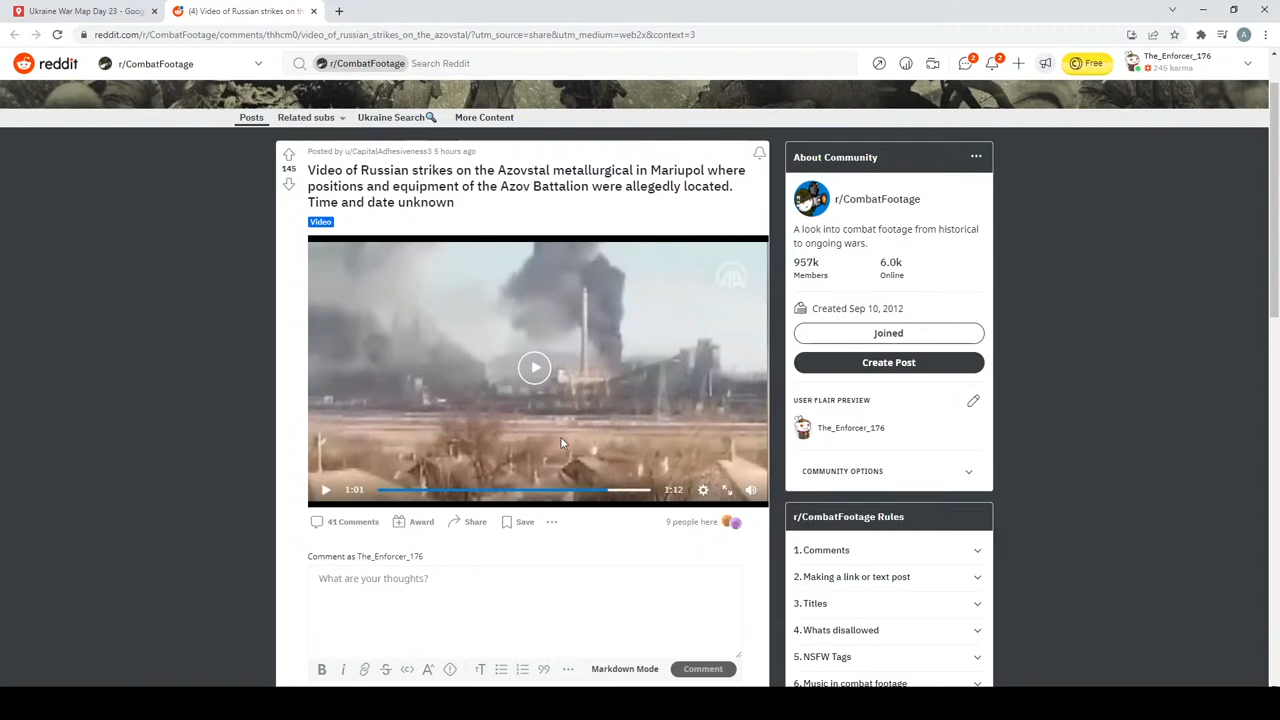 Ukraine War Map Day 23 - Goog
(4) Video of Russian strikes on th
reddit.com/r/CombatFootage/comments/thhcm0/video_of_russian_strikes_on_the_azovstal/?utm_source=share&utm_medium=web2x&context=3
A
reddit
r/CombatFootage
r/CombatFootage
Search Reddit
2
2
Free
The_Enforcer_176
245 karma
Posts
Related subs
Ukraine Search
More Content
Posted by u/CapitalAdhesiveness3 5 hours ago
145
Video of Russian strikes on the Azovstal metallurgical in Mariupol where
positions and equipment of the Azov Battalion were allegedly located.
Time and date unknown
Video
AA
1:01
1:12
41 Comments
Award
Share
Save
9 people here
Comment as The_Enforcer_176
What are your thoughts?
B
i
Markdown Mode
Comment
About Community
r/CombatFootage
A look into combat footage from historical
to ongoing wars.
957k
6.0k
Members
Online
Created Sep 10, 2012
Joined
Create Post
USER FLAIR PREVIEW
The_Enforcer_176
COMMUNITY OPTIONS
r/CombatFootage Rules
1. Comments
2. Making a link or text post
3. Titles
4. Whats disallowed
5. NSFW Tags
6. Music in combat footage